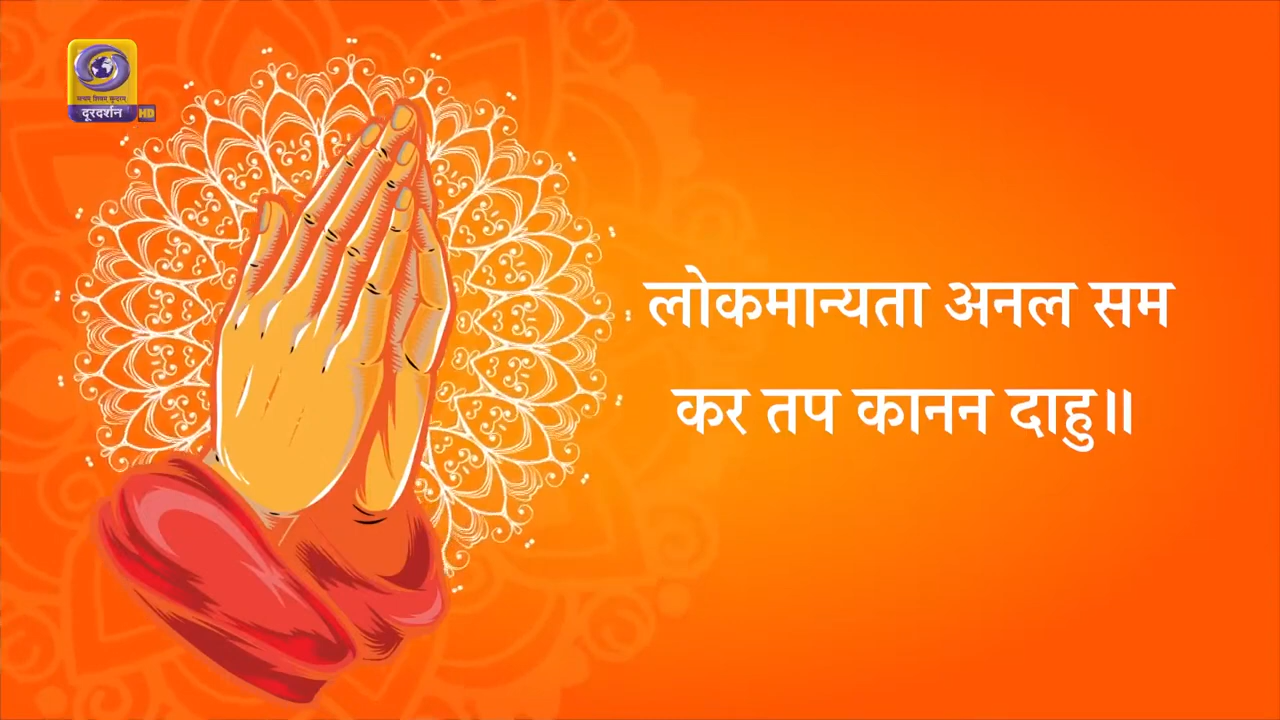 सत्यम शिवम सुन्दरम
दूरदर्शन HD
लोकमान्यता अनल सम
कर तप कानन दाहु॥